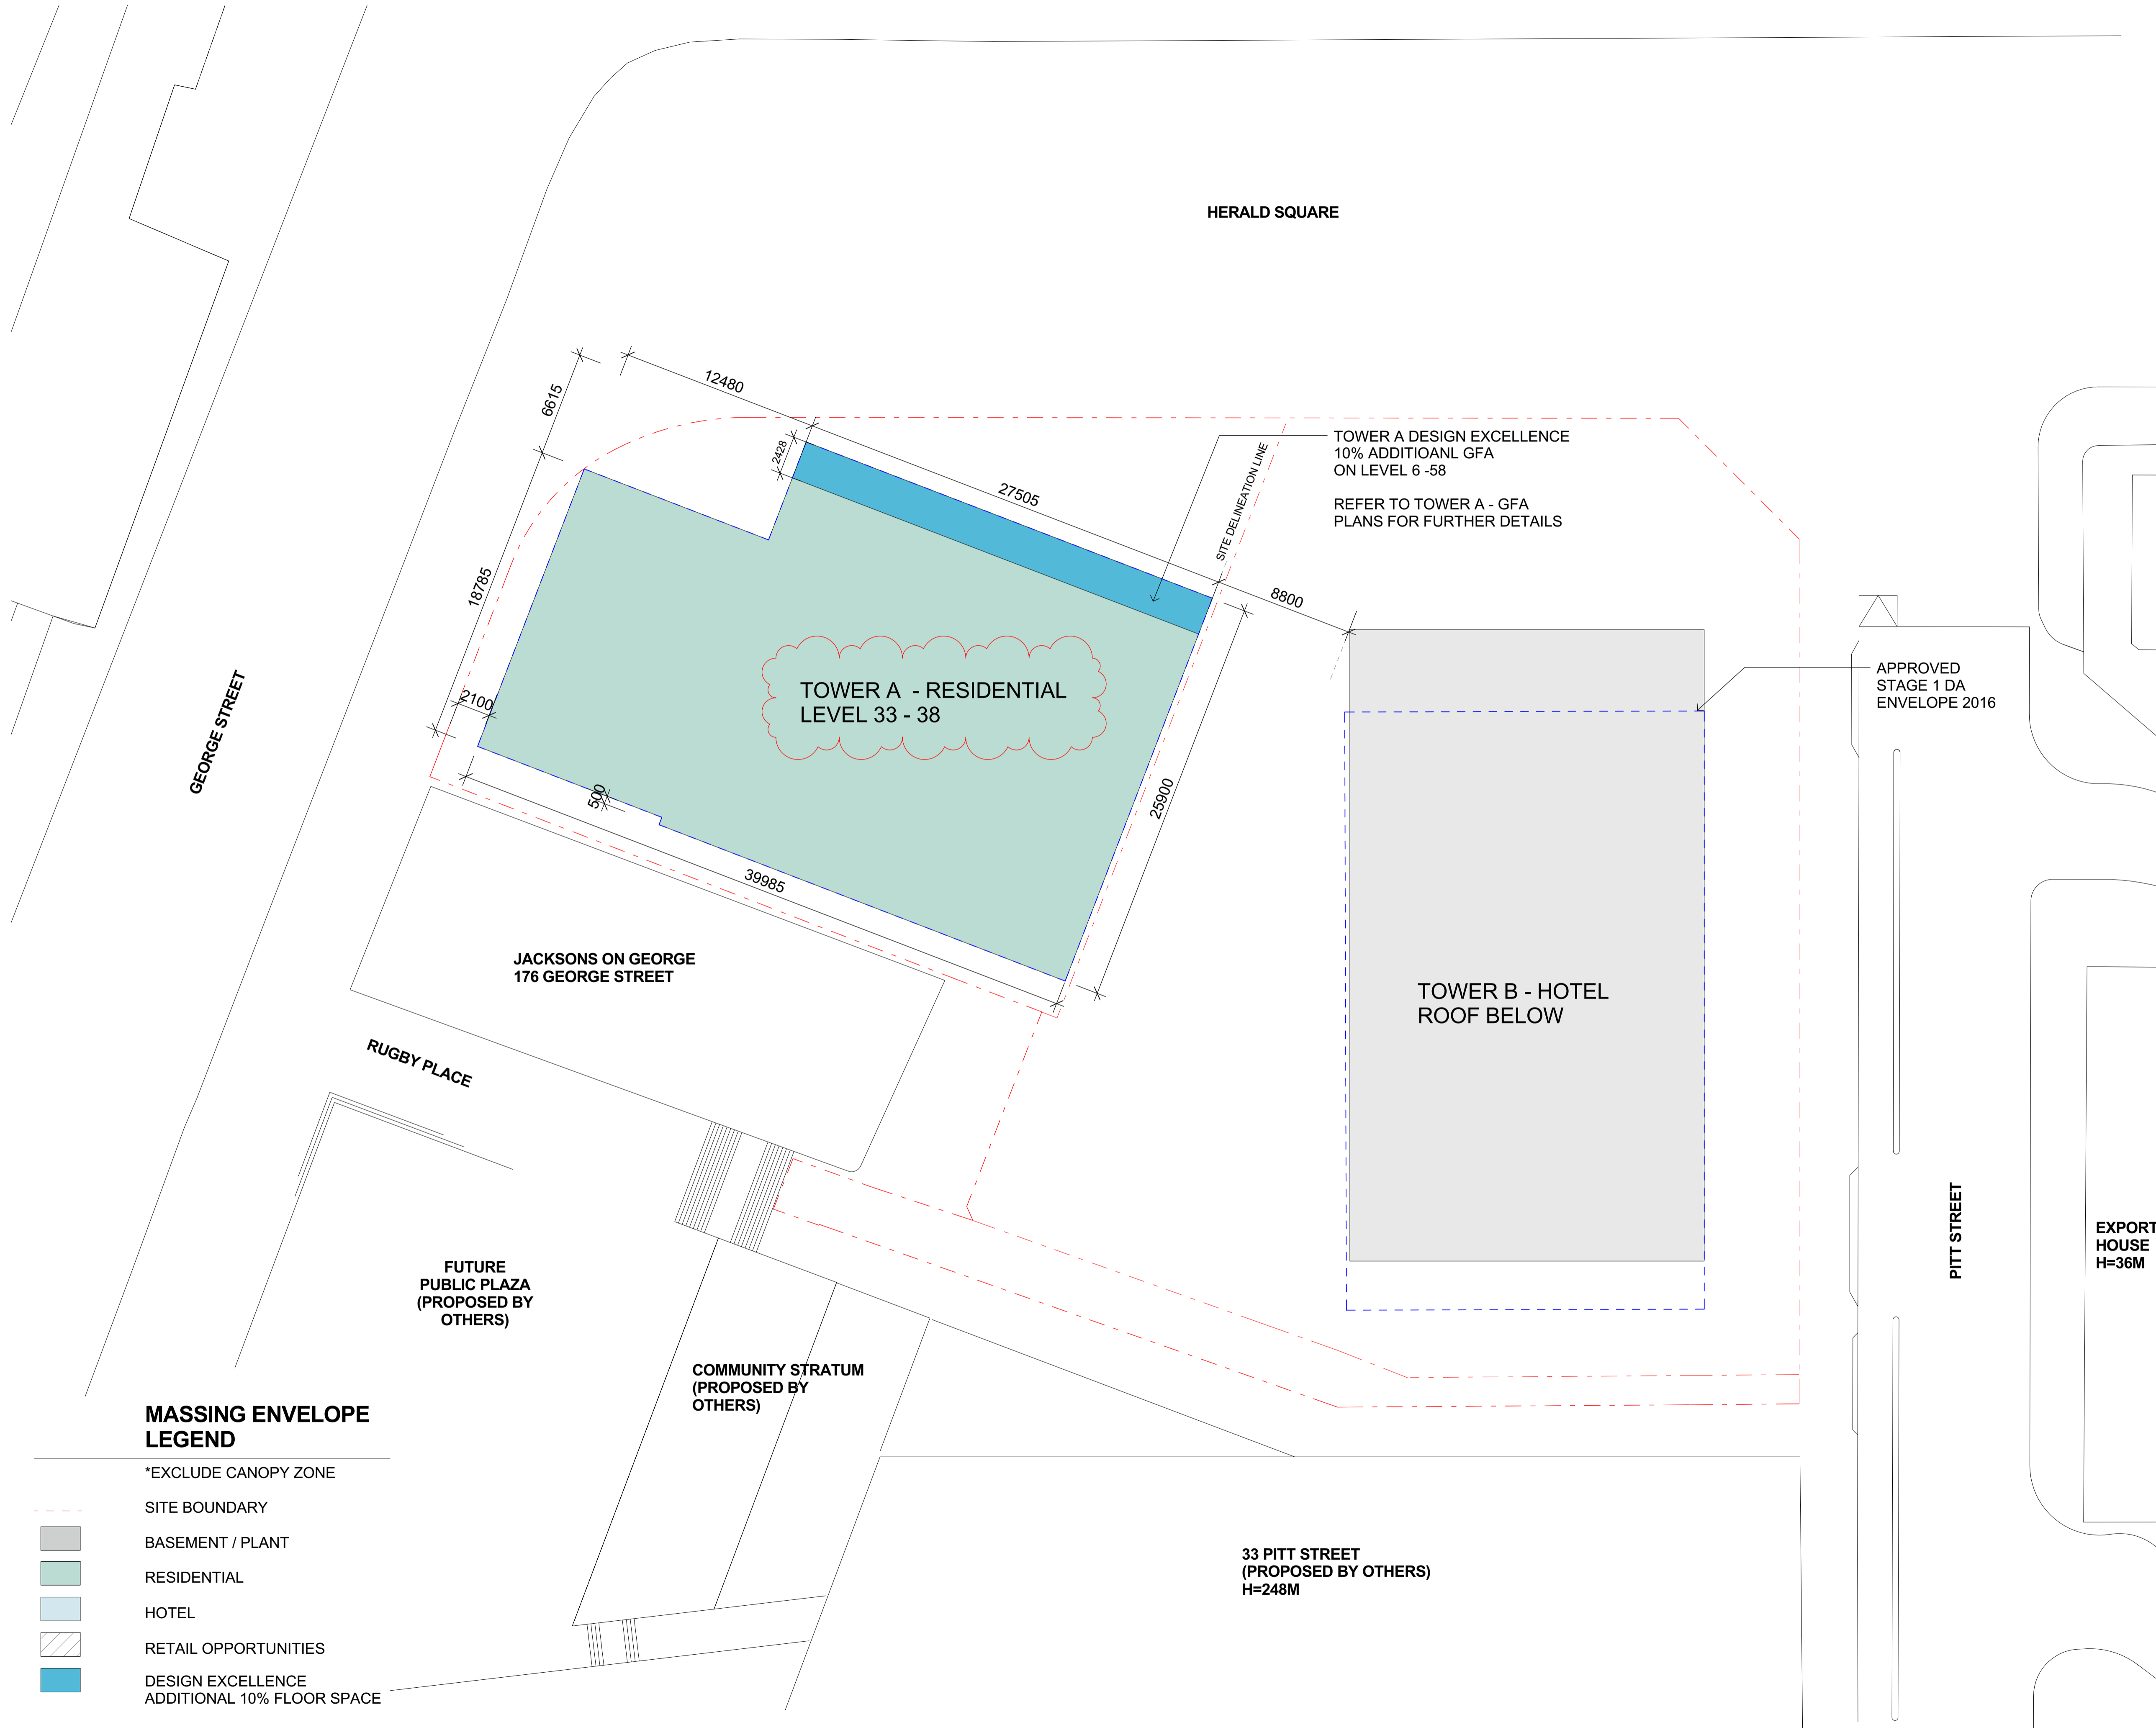 HERALD SQUARE
12480
6615
2428
27505
SITE DELINEATION LINE
TOWER A DESIGN EXCELLENCE
10% ADDITIOANL GFA
ON LEVEL 6 -58
REFER TO TOWER A - GFA
PLANS FOR FURTHER DETAILS
18785
8800
2100
TOWER A - RESIDENTIAL
LEVEL 33 - 38
APPROVED
STAGE 1 DA
ENVELOPE 2016
GEORGE STREET
500
25900
39985
JACKSONS ON GEORGE
176 GEORGE STREET
TOWER B - HOTEL
ROOF BELOW
RUGBY PLACE
PITT STREET
EXPORT
HOUSE
H=36M
FUTURE
PUBLIC PLAZA
(PROPOSED BY
OTHERS)
COMMUNITY STRATUM
(PROPOSED BY
OTHERS)
33 PITT STREET
(PROPOSED BY OTHERS)
H=248M
MASSING ENVELOPE
LEGEND
*EXCLUDE CANOPY ZONE
SITE BOUNDARY
BASEMENT / PLANT
RESIDENTIAL
HOTEL
RETAIL OPPORTUNITIES
DESIGN EXCELLENCE
ADDITIONAL 10% FLOOR SPACE